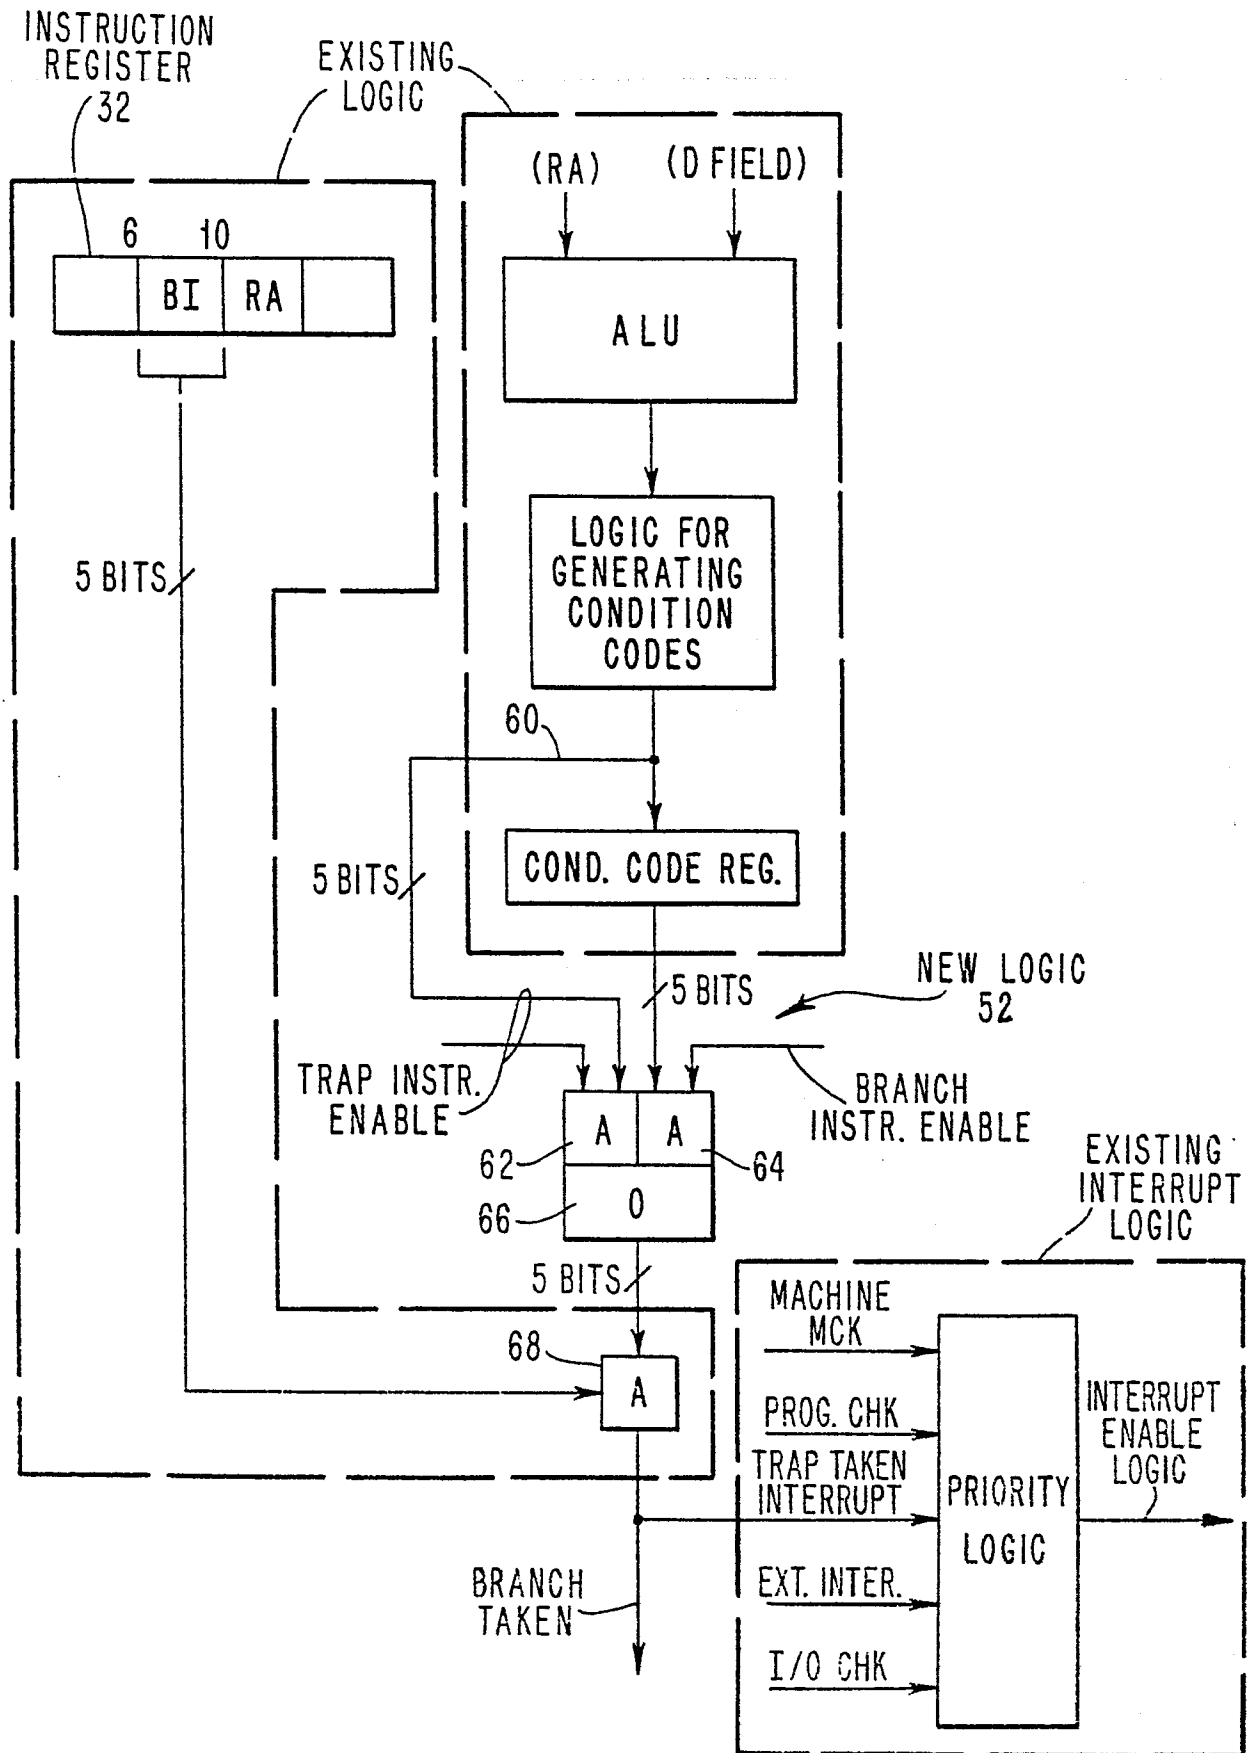 INSTRUCTION
REGISTER
32
EXISTING
LOGIC
6
10
BI
RA
(RA)
(D FIELD)
ALU
LOGIC FOR
GENERATING
CONDITION
CODES
5 BITS
60
COND. CODE REG.
5 BITS
5 BITS
NEW LOGIC
52
TRAP INSTR.
ENABLE
BRANCH
INSTR. ENABLE
A
A
62
64
66
O
5 BITS
68
A
EXISTING
INTERRUPT
LOGIC
MACHINE
MCK
PROG. CHK
TRAP TAKEN
INTERRUPT
EXT. INTER.
I/O CHK
PRIORITY
LOGIC
INTERRUPT
ENABLE
LOGIC
BRANCH
TAKEN